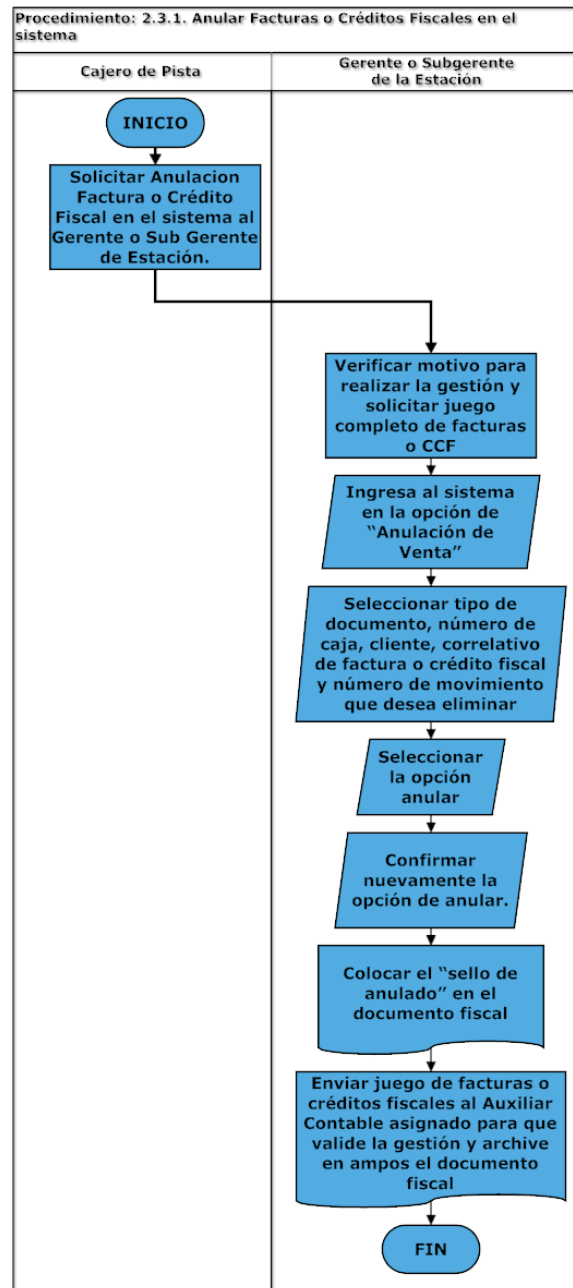 Procedimiento: 2.3.1. Anular Facturas o Créditos Fiscales en el
sistema
Cajero de Pista
Gerente o Subgerente
de la Estación
INICIO
Solicitar Anulacion
Factura o Crédito
Fiscal en el sistema al
Gerente o Sub Gerente
de Estación.
Verificar motivo para
realizar la gestión y
solicitar juego
completo de facturas
o CCF
Ingresa al sistema
en la opción de
“Anulación de
Venta”
Seleccionar tipo de
documento, número de
caja, cliente, correlativo
de factura o crédito fiscal
y número de movimiento
que desea eliminar
Seleccionar
la opción
anular
Confirmar
nuevamente la
opción de anular.
Colocar el “sello de
anulado” en el
documento fiscal
Enviar juego de facturas o
créditos fiscales al Auxiliar
Contable asignado para que
valide la gestión y archive
en ampos el documento
fiscal
FIN